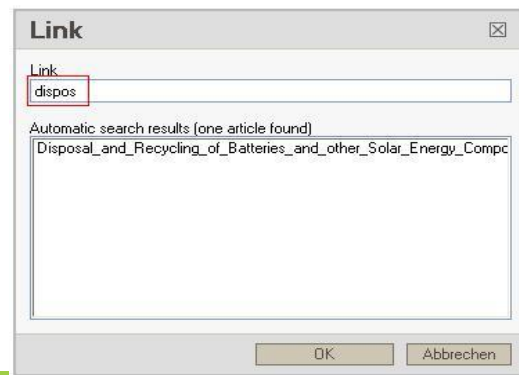 Link
Link
dispos
Automatic search results (one article found)
Disposal_and_Recycling_of_Batteries_and_other_Solar_Energy_Compc
OK Abbrechen